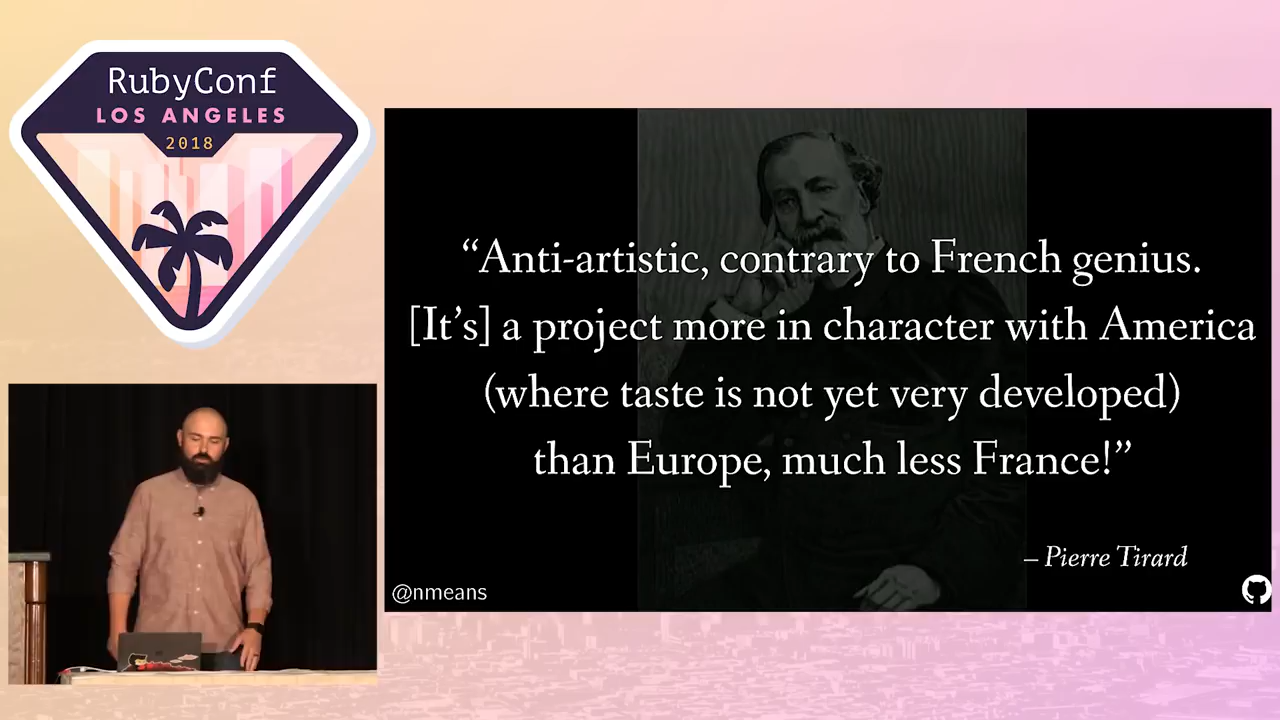 RubyConf
LOS ANGELES
2018
“Anti-artistic, contrary to French genius.
[It’s] a project more in character with America
(where taste is not yet very developed)
than Europe, much less France!”
– Pierre Tirard
@nmeans